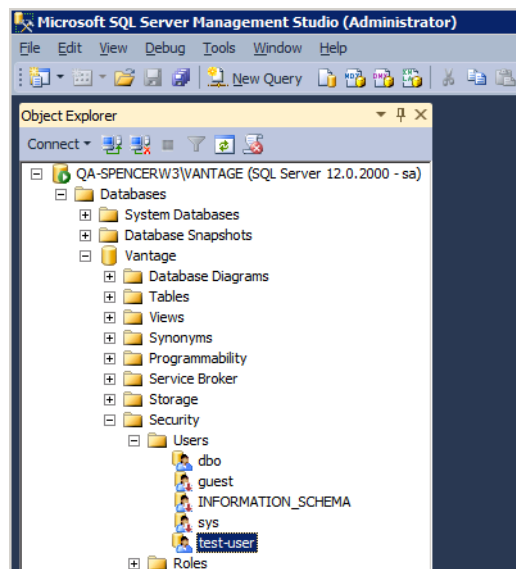 Microsoft SQL Server Management Studio (Administrator)
File Edit View Debug Tools Window Help
New Query
Object Explorer
Connect
QA-SPENCERW3\VANTAGE (SQL Server 12.0.2000 - sa)
Databases
System Databases
Database Snapshots
Vantage
Database Diagrams
Tables
Views
Synonyms
Programmability
Service Broker
Storage
Security
Users
dbo
guest
INFORMATION_SCHEMA
sys
test-user
Roles